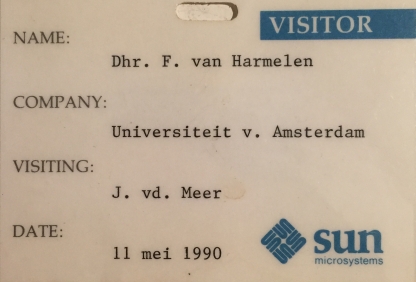 VISITOR
NAME:
Dhr. F. van Harmelen
COMPANY:
Universiteit v. Amsterdam
VISITING:
J. vd. Meer
DATE:
11 mei 1990
sun
microsystems